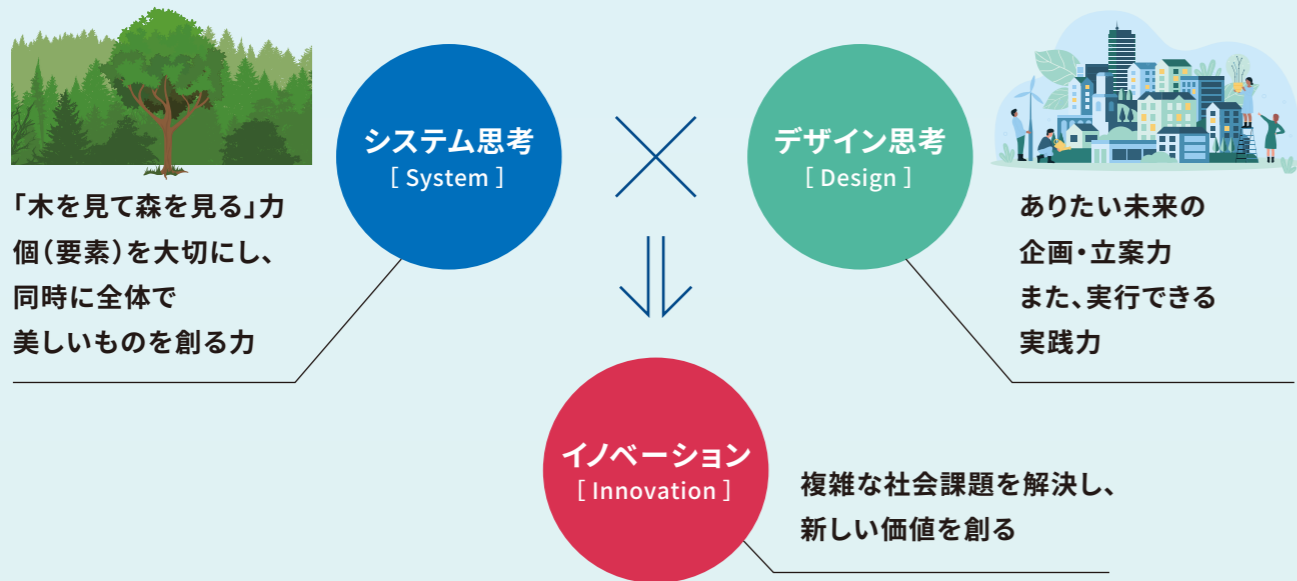 システム思考
[ System ]
デザイン思考
[ Design ]
「木を見て森を見る」力
個（要素）を大切にし、
同時に全体で
美しいものを創る力
ありたい未来の
企画・立案力
また、実行できる
実践力
イノベーション
[ Innovation ]
複雑な社会課題を解決し、
新しい価値を創る